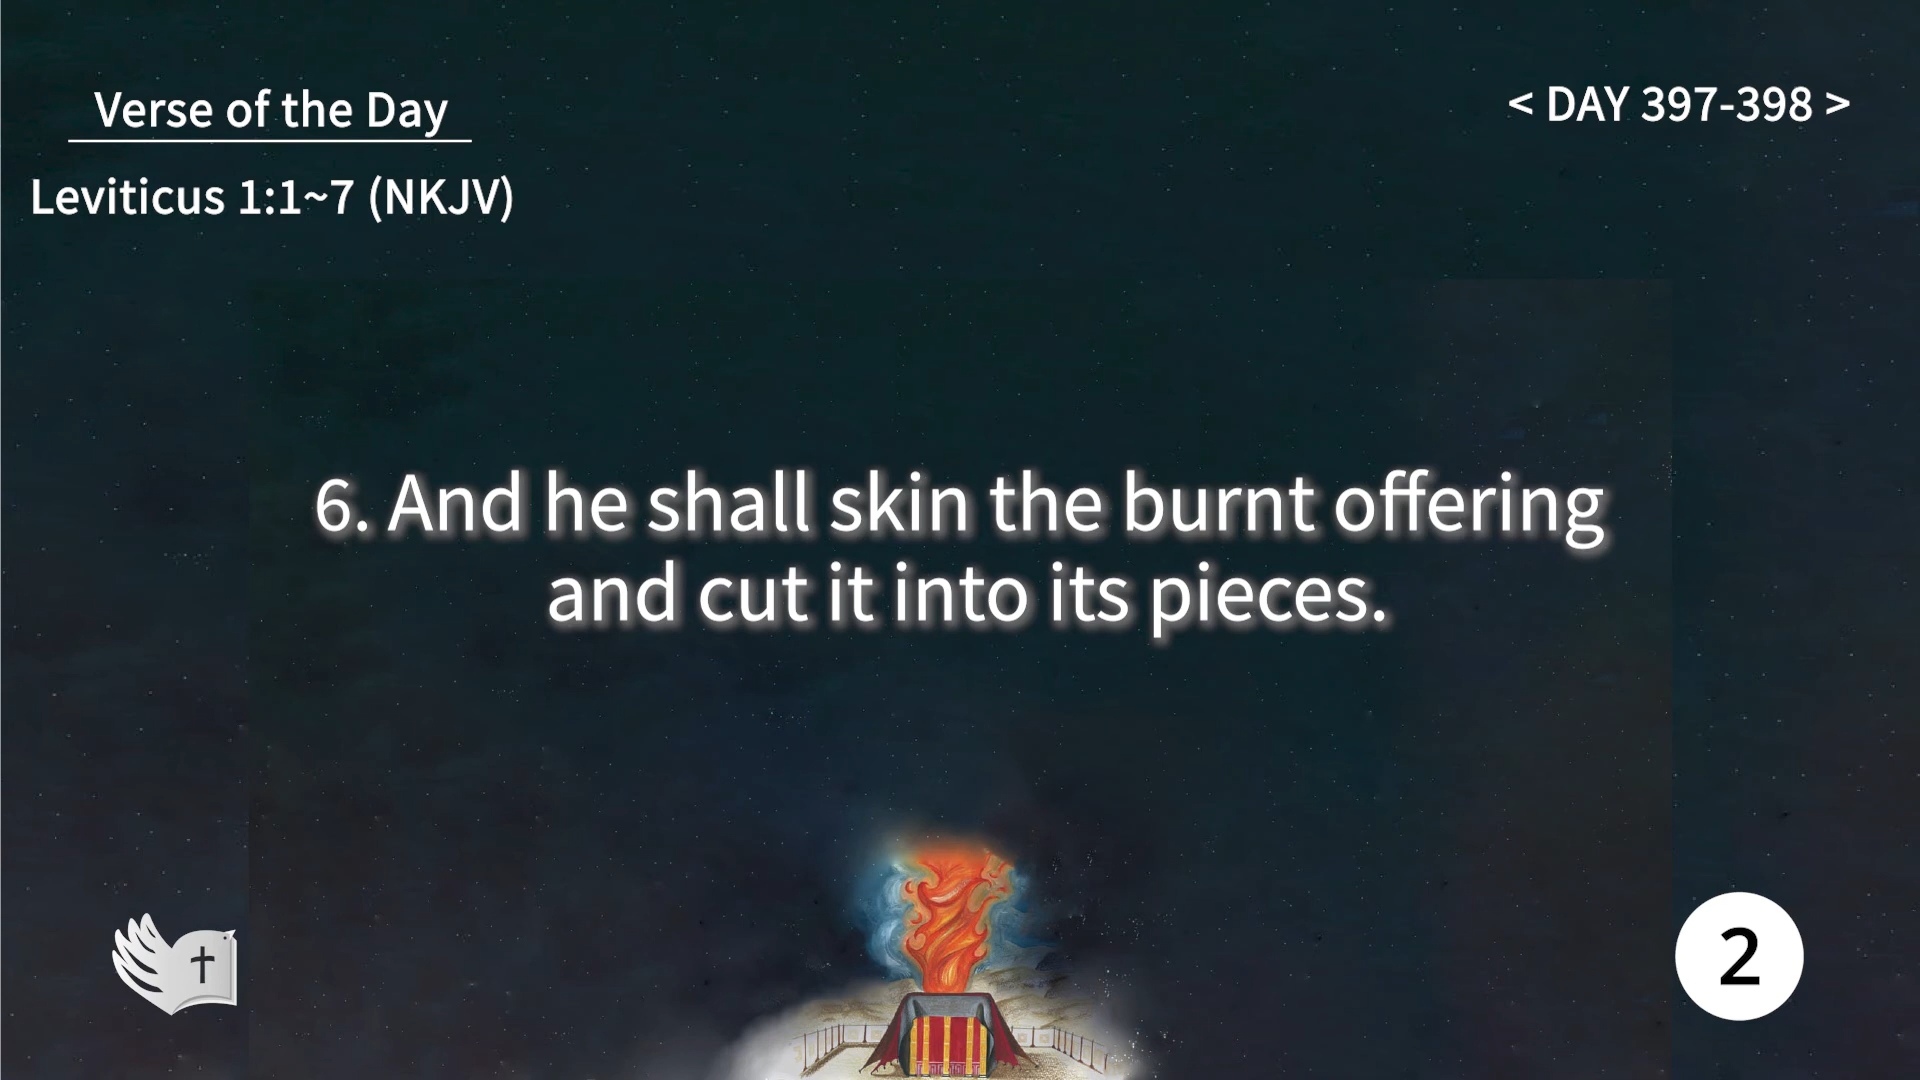 Verse of the Day
< DAY 397-398 >
Leviticus 1:1~7 (NKJV)
6. And he shall skin the burnt offering
and cut it into its pieces.
2